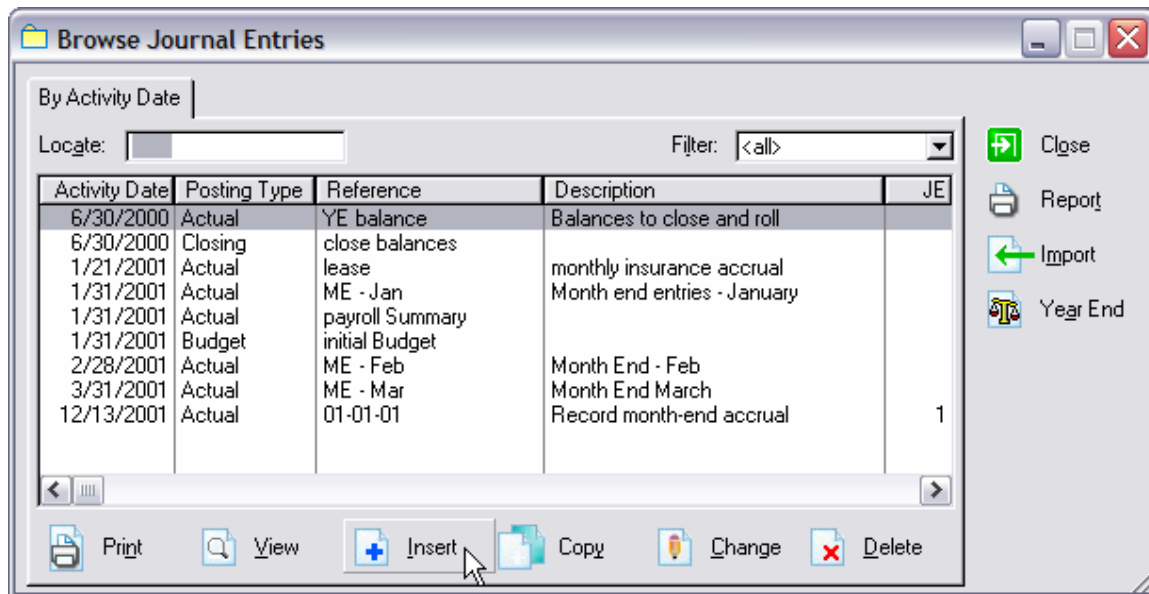 Browse Journal Entries
By Activity Date
Locate:
Filter: <all>
Close
Report
Import
Year End
Activity Date Posting Type Reference Description JE
6/30/2000 Actual YE balance Balances to close and roll
6/30/2000 Closing close balances
1/21/2001 Actual lease monthly insurance accrual
1/31/2001 Actual ME - Jan Month end entries - January
1/31/2001 Actual payroll Summary
1/31/2001 Budget initial Budget
2/28/2001 Actual ME - Feb Month End - Feb
3/31/2001 Actual ME - Mar Month End March
12/13/2001 Actual 01-01-01 Record month-end accrual 1
Print View Insert Copy Change Delete